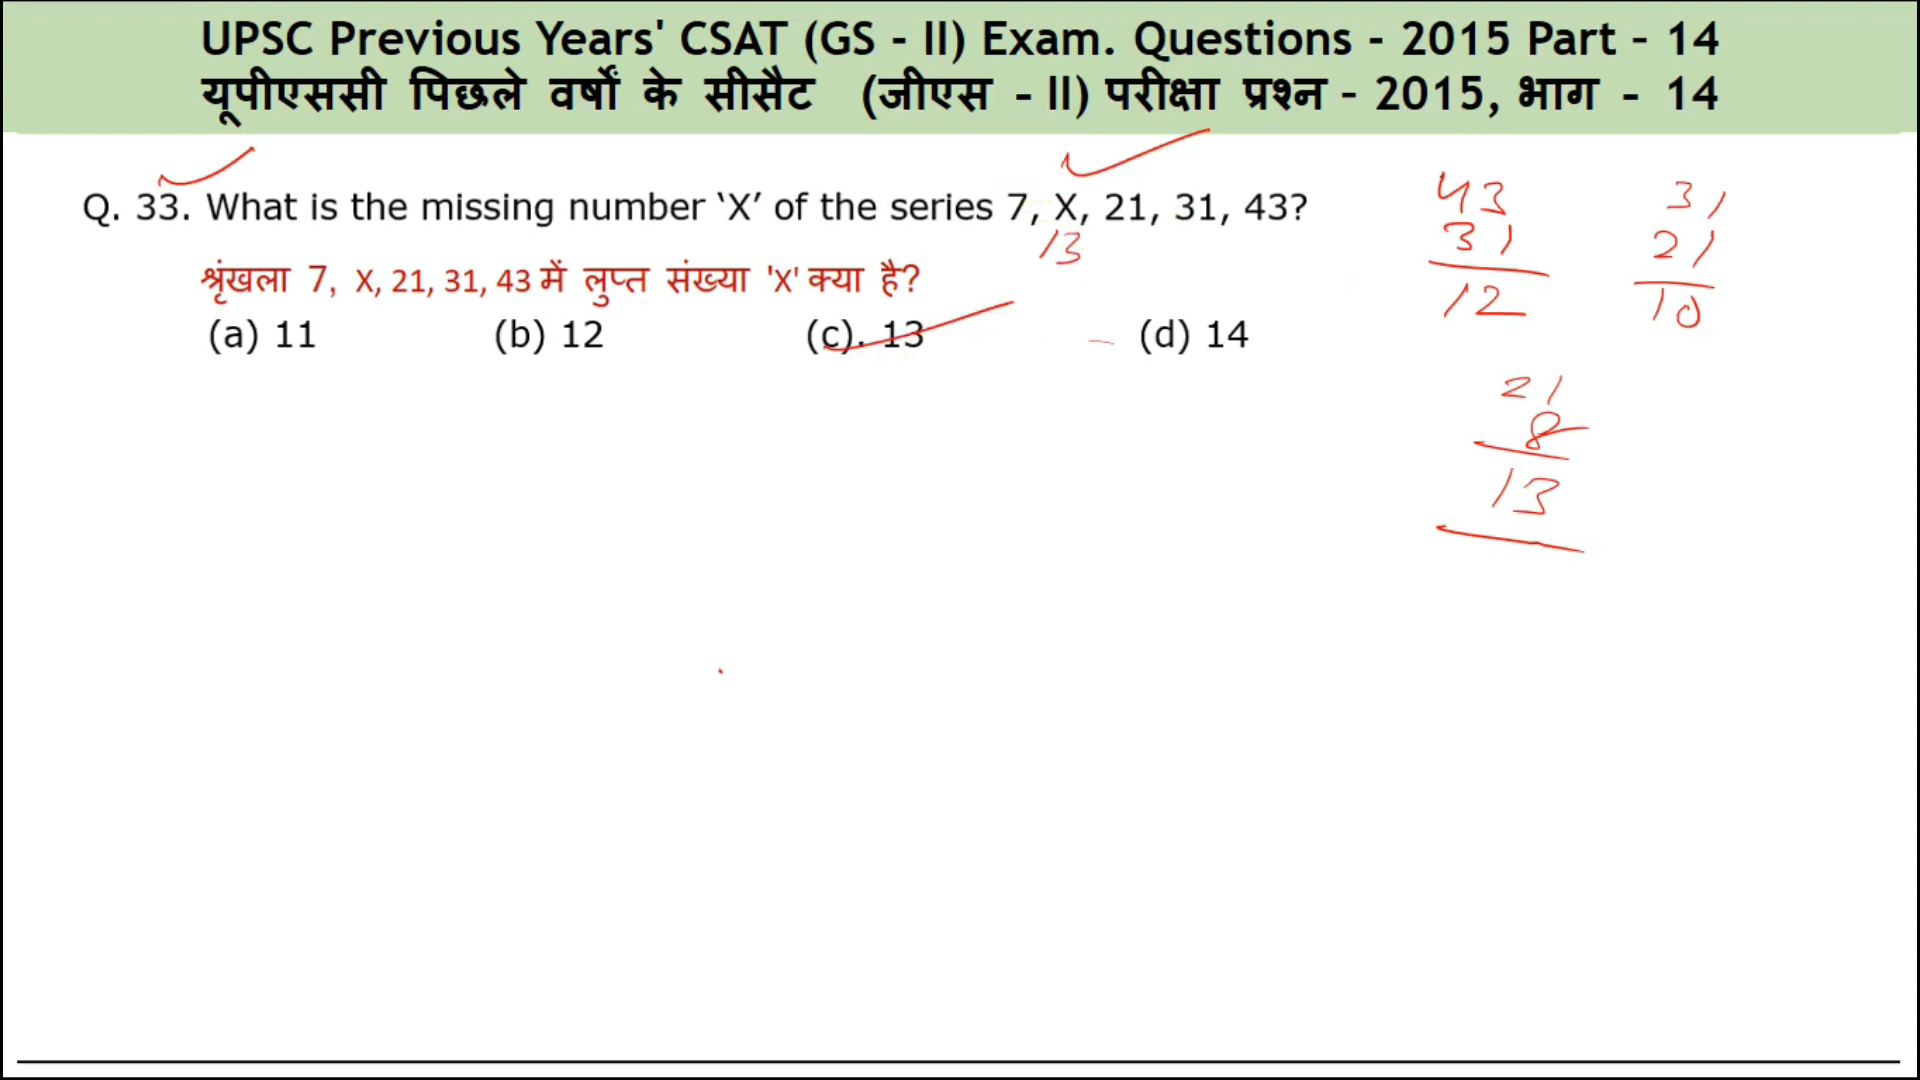 UPSC Previous Years' CSAT (GS - II) Exam. Questions - 2015 Part – 14
यूपीएससी पिछले वर्षों के सीसैट (जीएस - II) परीक्षा प्रश्न – 2015, भाग - 14
Q. 33. What is the missing number ‘X’ of the series 7, X, 21, 31, 43?
13
श्रृंखला 7, X, 21, 31, 43 में लुप्त संख्या 'X' क्या है?
(a) 11 (b) 12 (c). 13 (d) 14
43
31
12
31
21
10
21
8
13